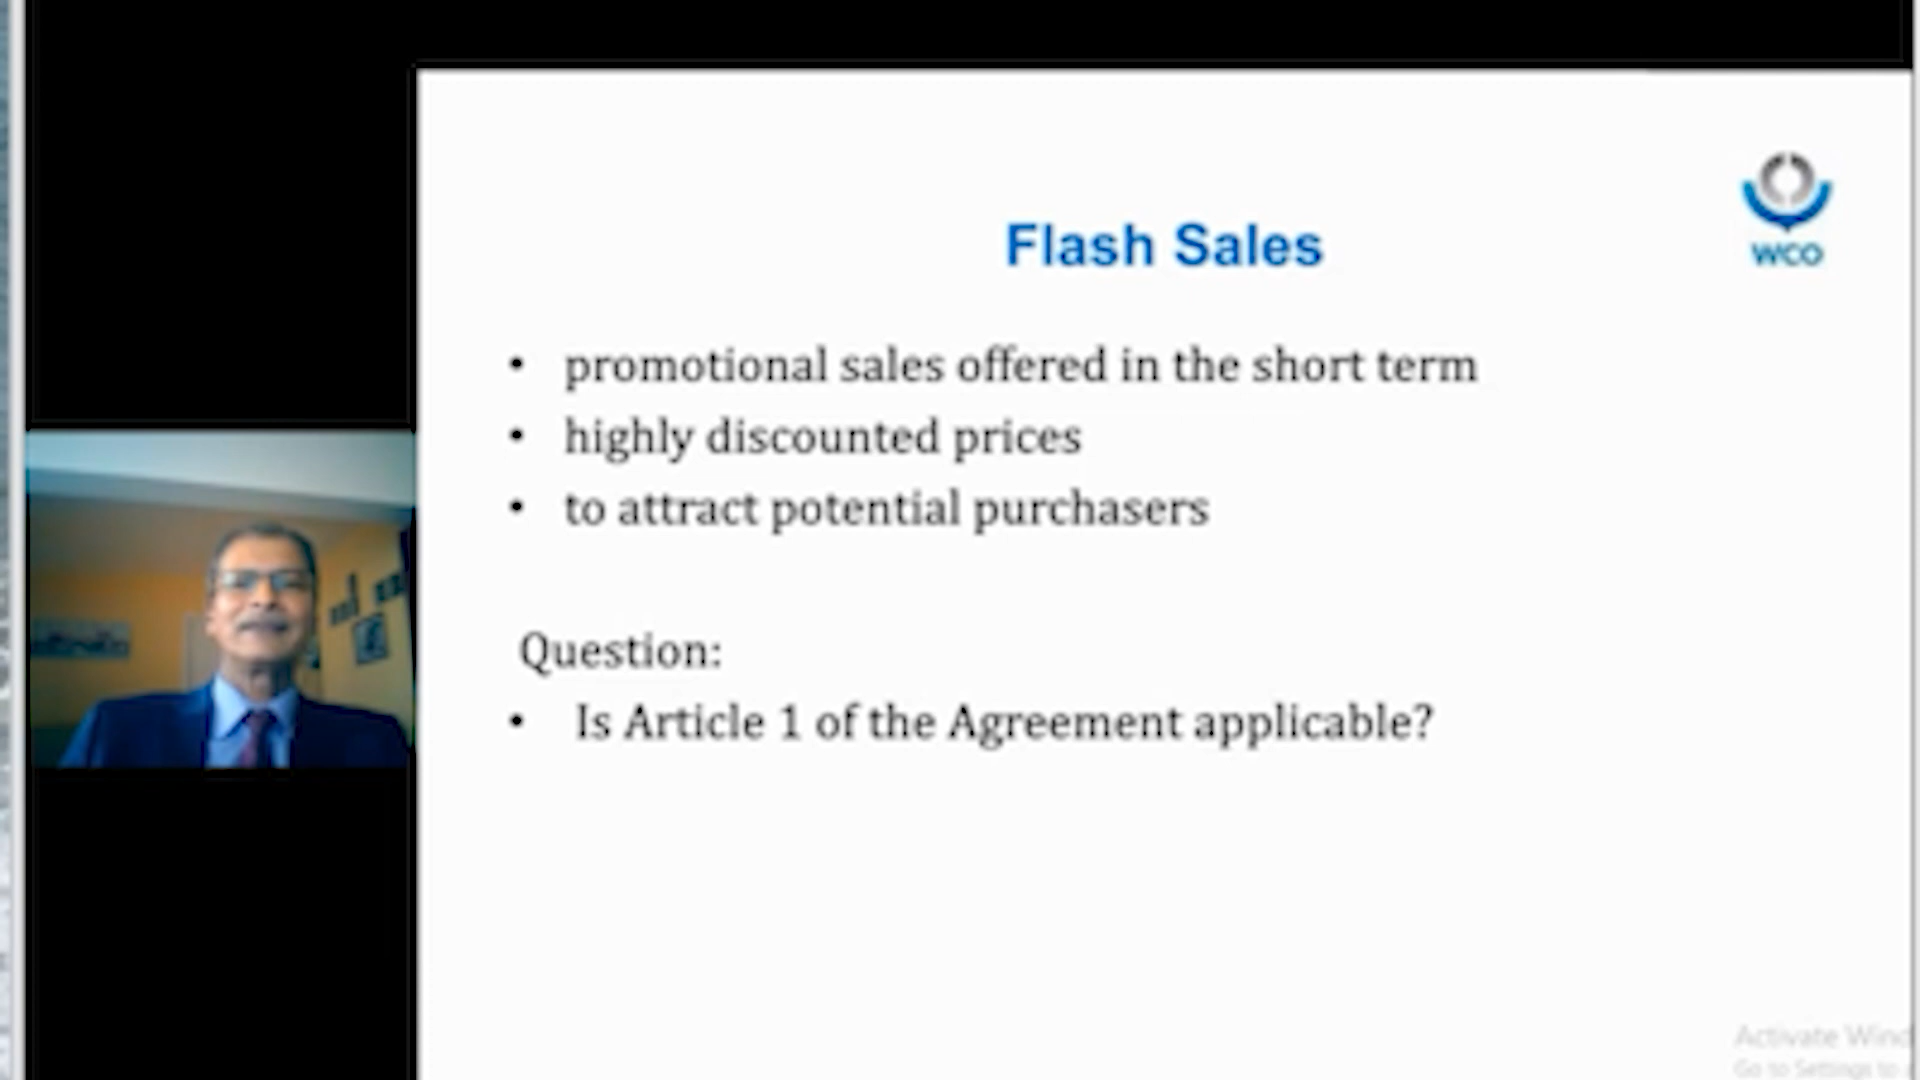 WCO
Flash Sales
• promotional sales offered in the short term
• highly discounted prices
• to attract potential purchasers
Question:
• Is Article 1 of the Agreement applicable?
Activate Wind
Go to Settings to